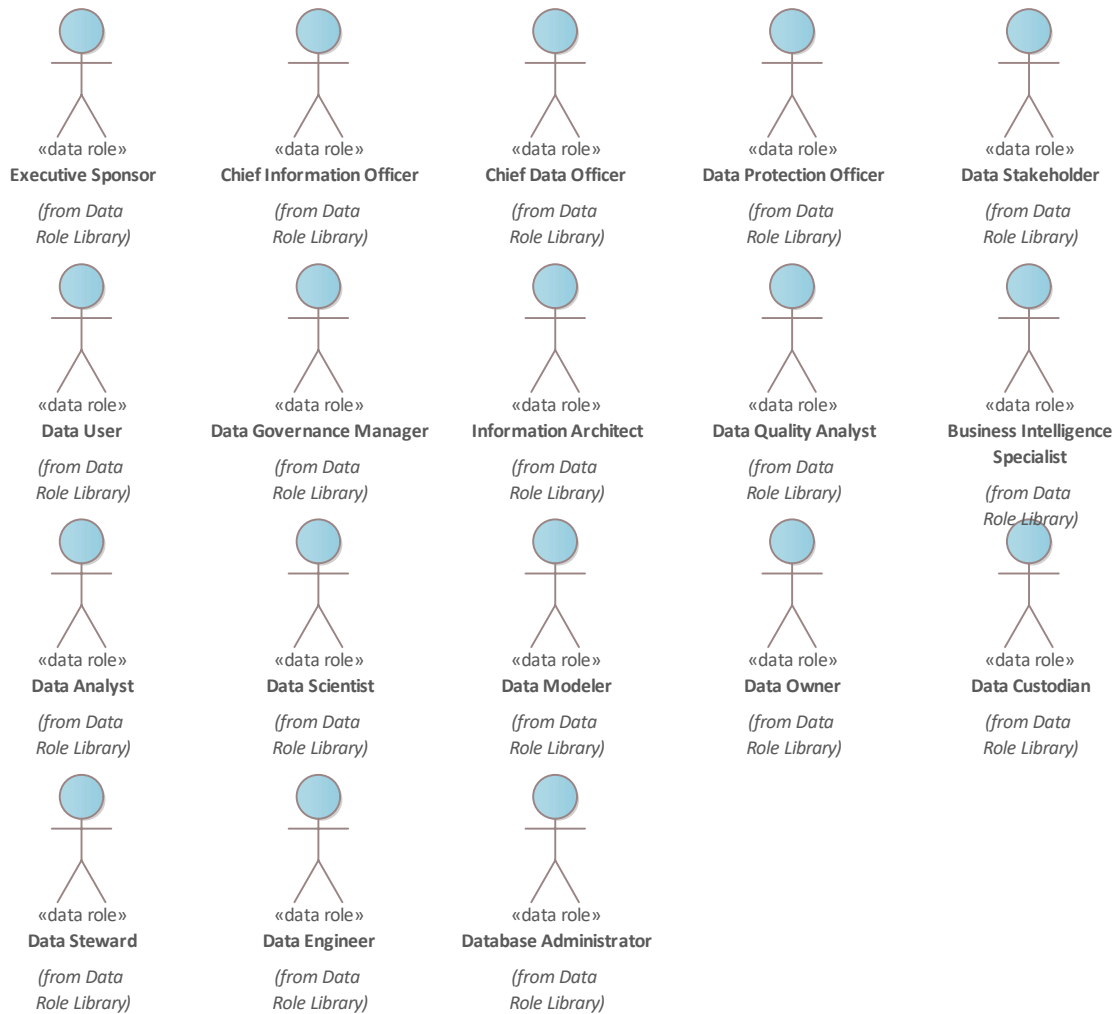 «data role»
Executive Sponsor
(from Data
Role Library)
«data role»
Chief Information Officer
(from Data
Role Library)
«data role»
Chief Data Officer
(from Data
Role Library)
«data role»
Data Protection Officer
(from Data
Role Library)
«data role»
Data Stakeholder
(from Data
Role Library)
«data role»
Data User
(from Data
Role Library)
«data role»
Data Governance Manager
(from Data
Role Library)
«data role»
Information Architect
(from Data
Role Library)
«data role»
Data Quality Analyst
(from Data
Role Library)
«data role»
Business Intelligence
Specialist
(from Data
Role Library)
«data role»
Data Analyst
(from Data
Role Library)
«data role»
Data Scientist
(from Data
Role Library)
«data role»
Data Modeler
(from Data
Role Library)
«data role»
Data Owner
(from Data
Role Library)
«data role»
Data Custodian
(from Data
Role Library)
«data role»
Data Steward
(from Data
Role Library)
«data role»
Data Engineer
(from Data
Role Library)
«data role»
Database Administrator
(from Data
Role Library)